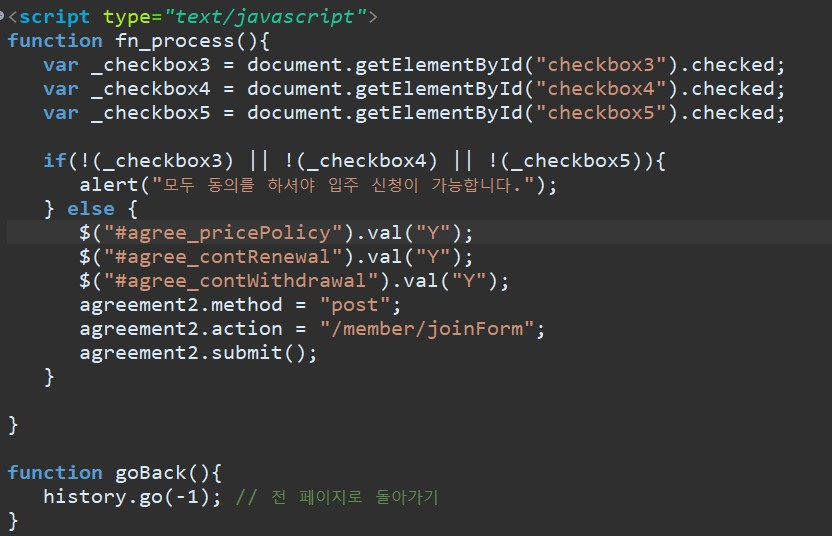 <script type="text/javascript">
function fn_process(){
var _checkbox3 = document.getElementById("checkbox3").checked;
var _checkbox4 = document.getElementById("checkbox4").checked;
var _checkbox5 = document.getElementById("checkbox5").checked;
if(!(_checkbox3) || !(_checkbox4) || !(_checkbox5)){
alert("모두 동의를 하셔야 입주 신청이 가능합니다.");
} else {
$("#agree_pricePolicy").val("Y");
$("#agree_contRenewal").val("Y");
$("#agree_contWithdrawal").val("Y");
agreement2.method = "post";
agreement2.action = "/member/joinForm";
agreement2.submit();
}
}
function goBack(){
history.go(-1); // 전 페이지로 돌아가기
}